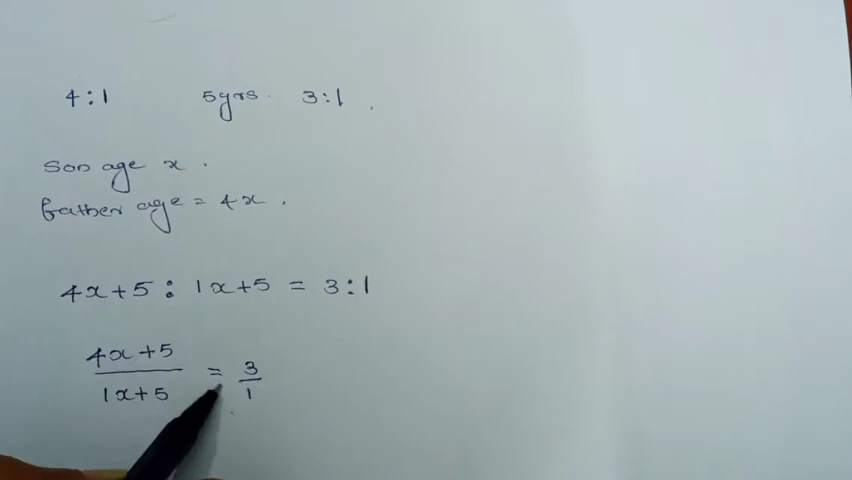 4:1 5yrs. 3:1.
Son age x.
father age = 4x.
4x+5 : 1x+5 = 3:1
4x+5
1x+5
=
3
1